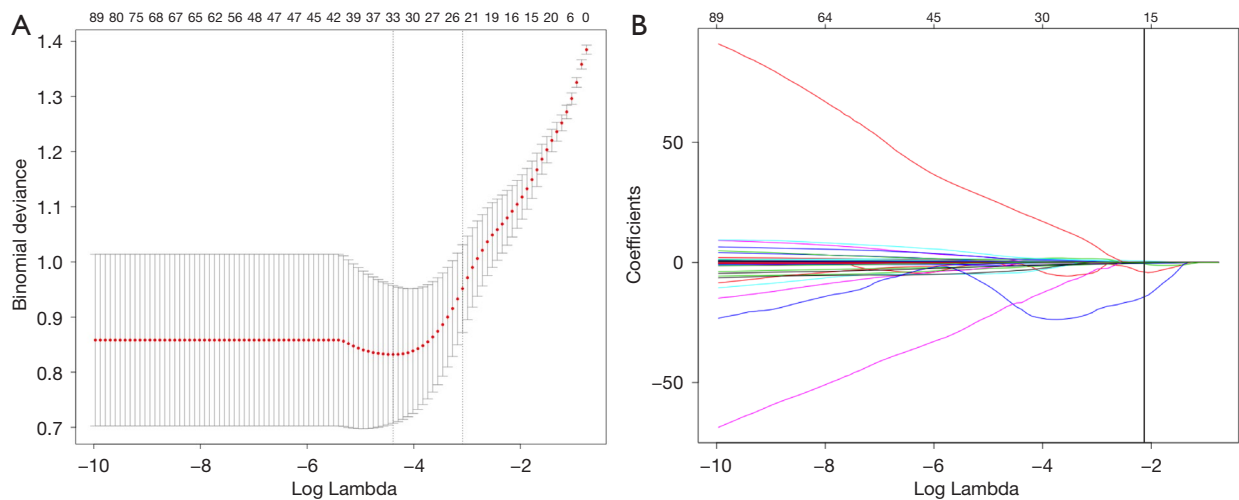 A
89 80 75 68 67 65 62 56 48 47 47 45 42 39 37 33 30 27 26 21 19 16 15 20 6 0
1.4
1.3
1.2
1.1
1.0
0.9
0.8
0.7
Binomial deviance
−10 −8 −6 −4 −2
Log Lambda
B
89 64 45 30 15
50
0
−50
Coefficients
−10 −8 −6 −4 −2
Log Lambda